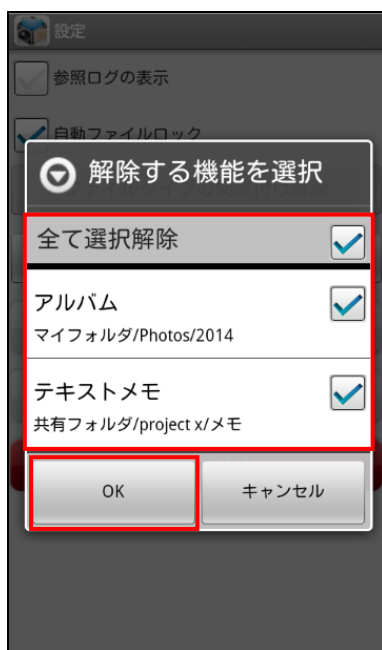 設定
参照ログの表示
自動ファイルロック
解除する機能を選択
全て選択解除
アルバム
マイフォルダ/Photos/2014
テキストメモ
共有フォルダ/project x/メモ
OK
キャンセル